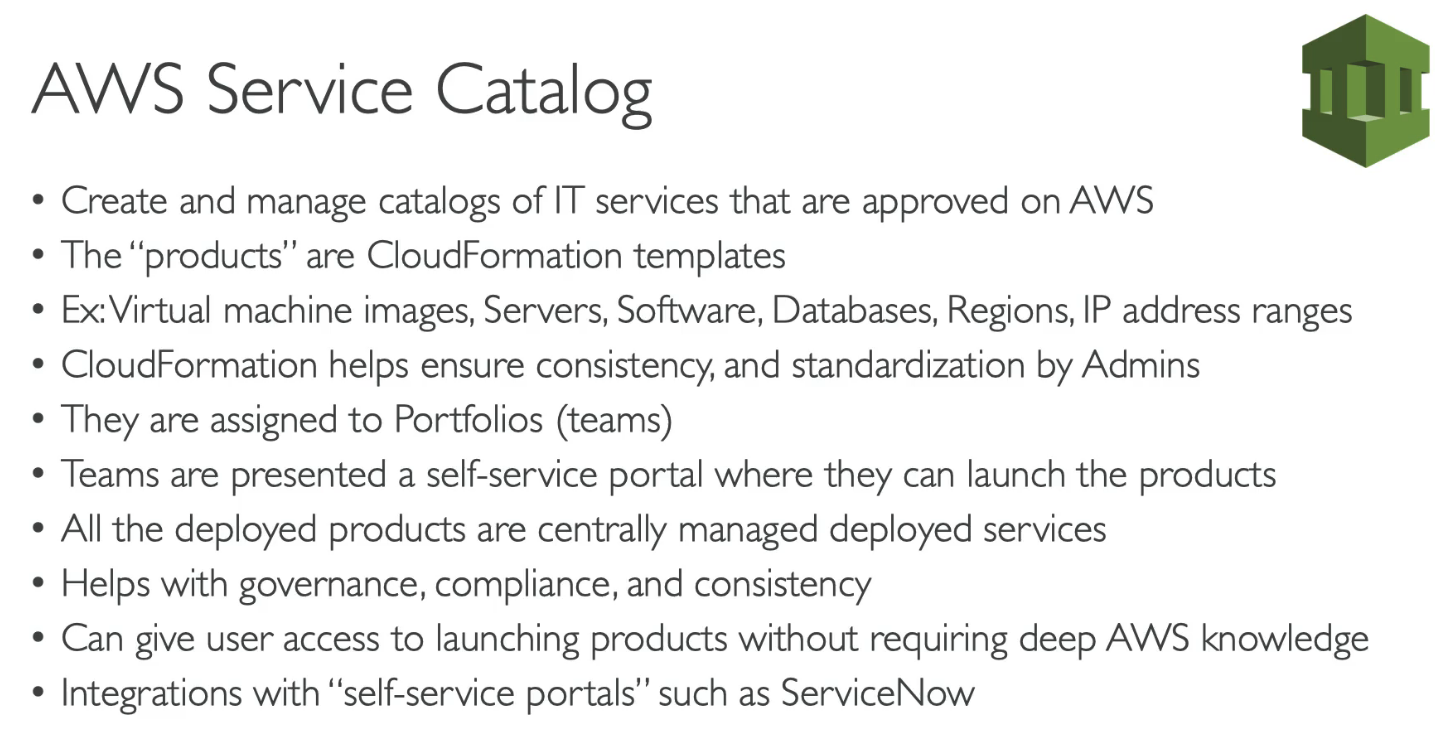 AWS Service Catalog
• Create and manage catalogs of IT services that are approved on AWS
• The “products” are CloudFormation templates
• Ex: Virtual machine images, Servers, Software, Databases, Regions, IP address ranges
• CloudFormation helps ensure consistency, and standardization by Admins
• They are assigned to Portfolios (teams)
• Teams are presented a self-service portal where they can launch the products
• All the deployed products are centrally managed deployed services
• Helps with governance, compliance, and consistency
• Can give user access to launching products without requiring deep AWS knowledge
• Integrations with “self-service portals” such as ServiceNow